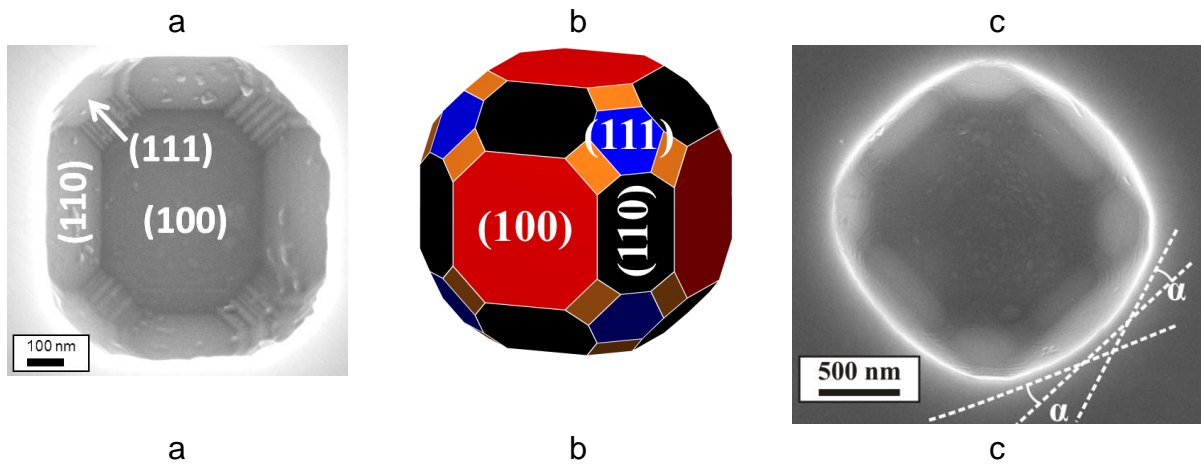 a
b
c
(111)
(110)
(100)
100 nm
(111)
(100)
(110)
α
α
500 nm
a
b
c